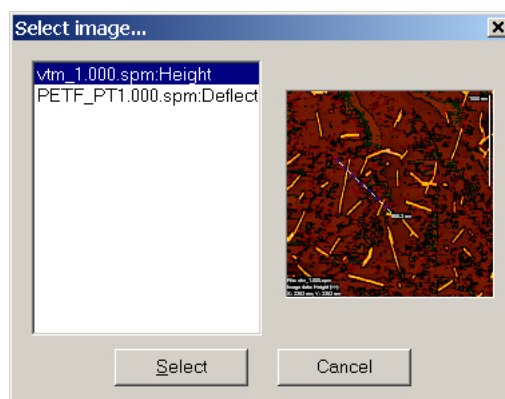 Select image...
vtm_1.000.spm:Height
PETF_PT1.000.spm:Deflect
Select
Cancel